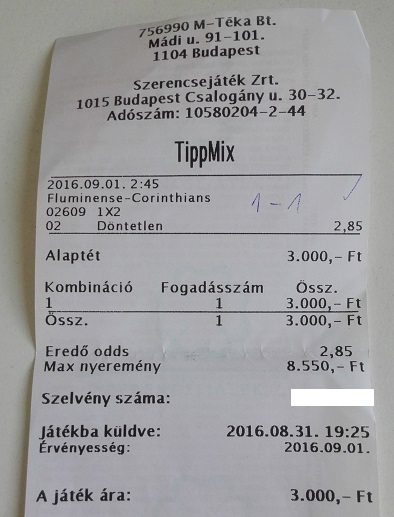 756990 M-Téka Bt.
Mádi u. 91-101.
1104 Budapest
Szerencsejáték Zrt.
1015 Budapest Csalogány u. 30-32.
Adószám: 10580204-2-44
TippMix
2016.09.01. 2:45
Fluminense-Corinthians
1-1
02609 1X2
02 Döntetlen 2,85
Alaptét 3.000,- Ft
Kombináció Fogadásszám Össz.
1 1 3.000,- Ft
Össz. 1 3.000,- Ft
Eredő odds 2,85
Max nyeremény 8.550,- Ft
Szelvény száma:
Játékba küldve: 2016.08.31. 19:25
Érvényesség: 2016.09.01.
A játék ára: 3.000,- Ft